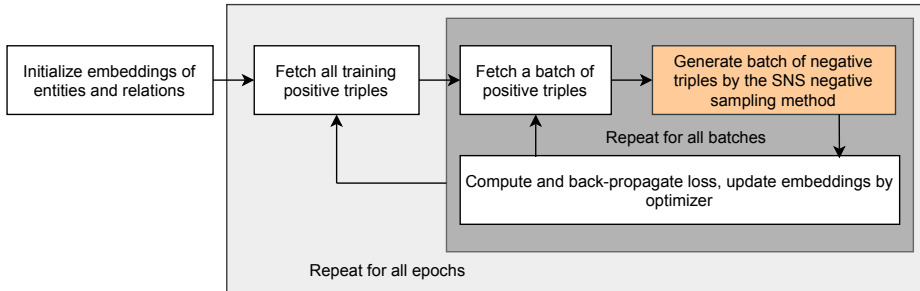 Initialize embeddings of
entities and relations
Fetch all training
positive triples
Fetch a batch of
positive triples
Generate batch of negative
triples by the SNS negative
sampling method
Repeat for all batches
Compute and back-propagate loss, update embeddings by
optimizer
Repeat for all epochs